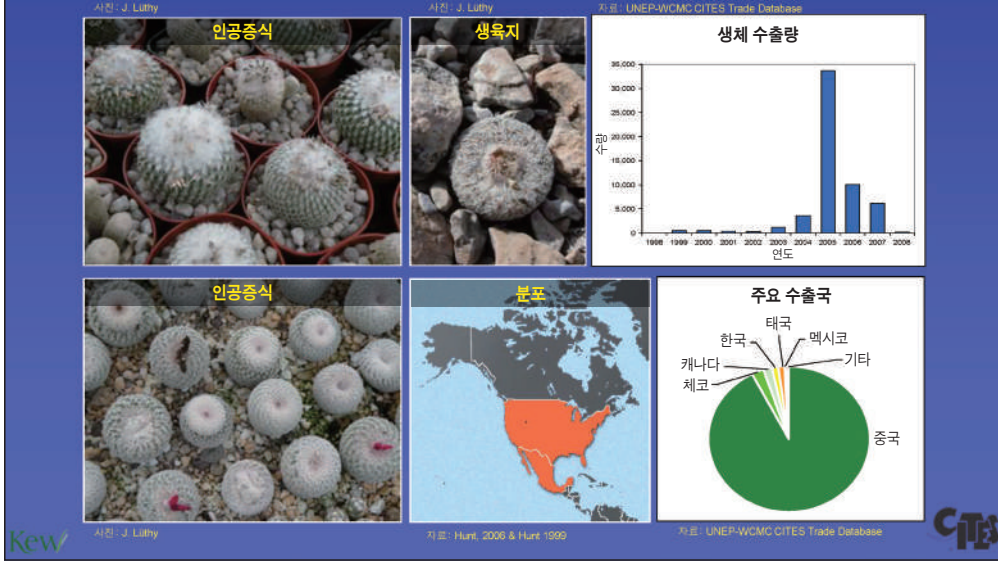 사진: J. Lüthy
사진: J. Lüthy
자료: UNEP-WCMC CITES Trade Database
인공증식
생육지
생체 수출량
35,000
30,000
25,000
20,000
15,000
10,000
5,000
0
수량
1998 1999 2000 2001 2002 2003 2004 2005 2006 2007 2008
연도
인공증식
분포
주요 수출국
태국
한국
멕시코
캐나다
기타
체코
중국
Kew
사진: J. Lüthy
자료: Hunt, 2006 & Hunt 1999
자료: UNEP-WCMC CITES Trade Database
CITES